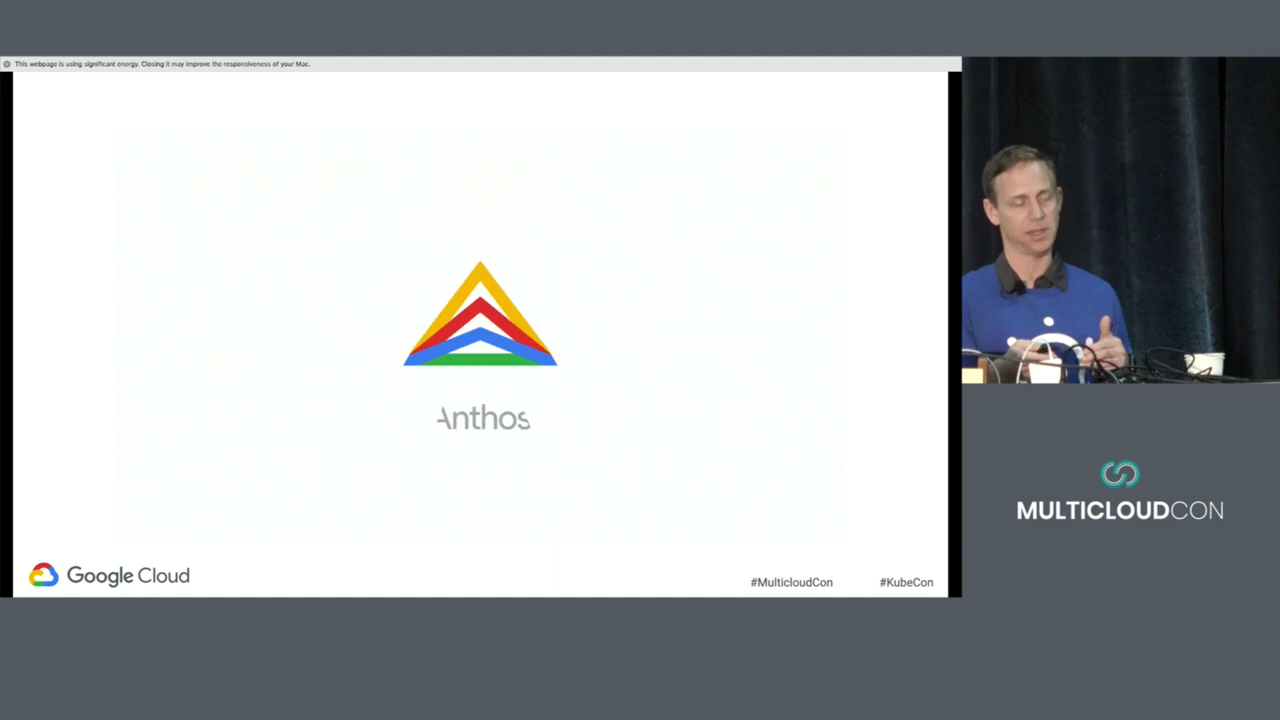 This webpage is using significant energy. Closing it may improve the responsiveness of your Mac.
Anthos
Google Cloud
#MulticloudCon
#KubeCon
MULTICLOUDCON